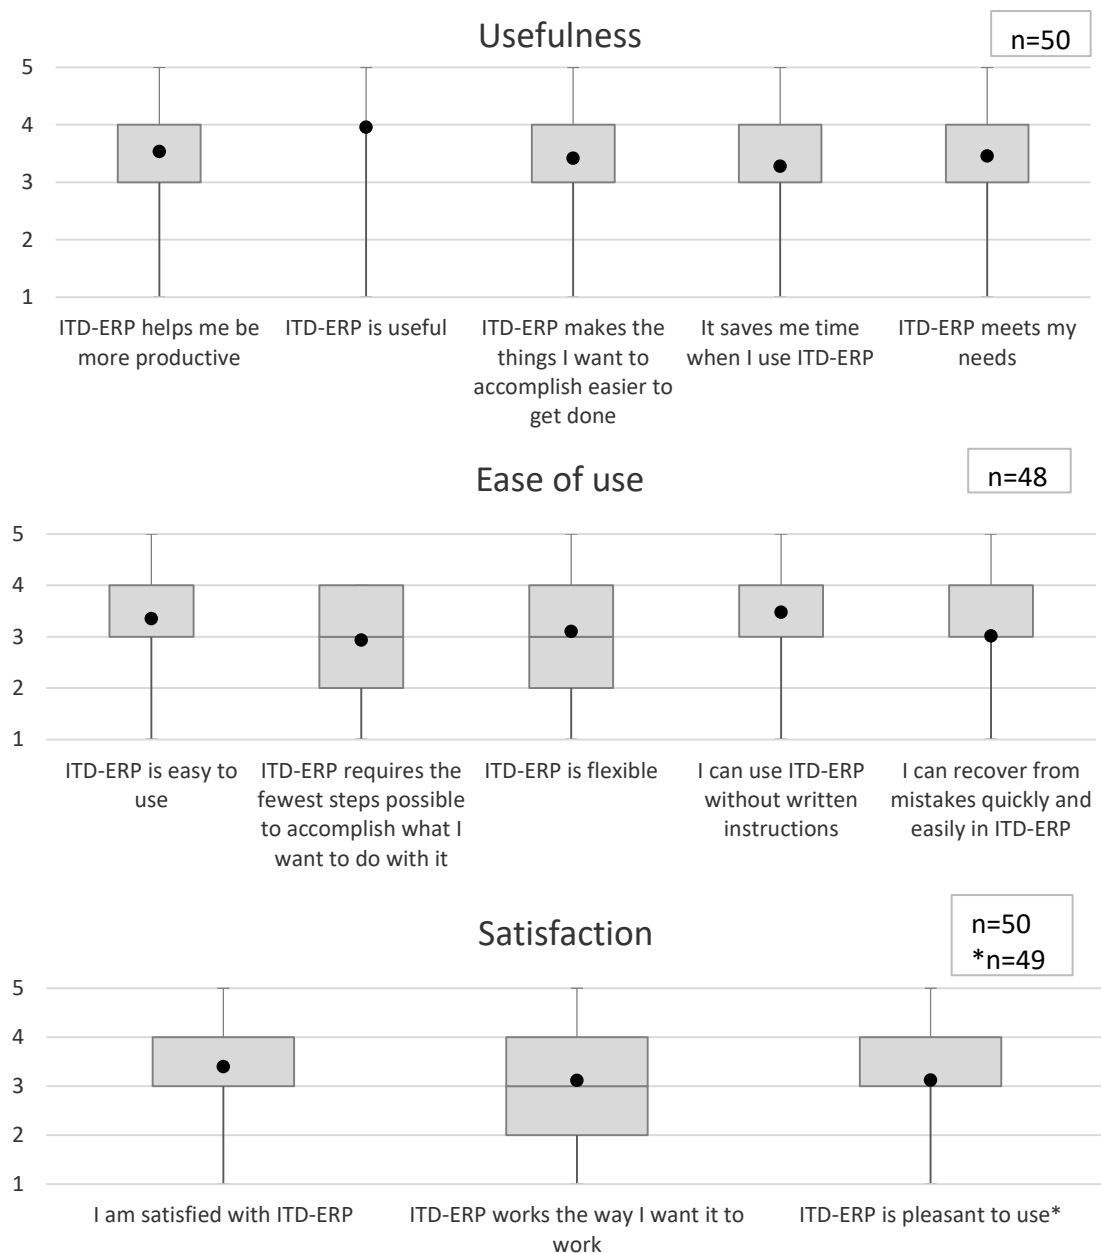 Usefulness
n=50
5
4
3
2
1
ITD-ERP helps me be
more productive
ITD-ERP is useful
ITD-ERP makes the
things I want to
accomplish easier to
get done
It saves me time
when I use ITD-ERP
ITD-ERP meets my
needs
Ease of use
n=48
5
4
3
2
1
ITD-ERP is easy to
use
ITD-ERP requires the
fewest steps possible
to accomplish what I
want to do with it
ITD-ERP is flexible
I can use ITD-ERP
without written
instructions
I can recover from
mistakes quickly and
easily in ITD-ERP
Satisfaction
n=50
*n=49
5
4
3
2
1
I am satisfied with ITD-ERP
ITD-ERP works the way I want it to
work
ITD-ERP is pleasant to use*